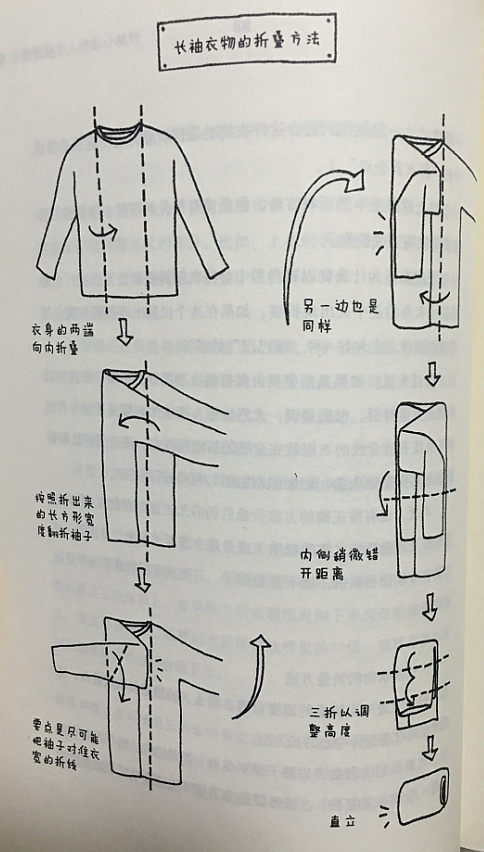 长袖衣物的折叠方法
衣身的两端
向内折叠
按照折出来
的长方形宽
度翻折袖子
要点是尽可能
把袖子对准衣
宽的折线
另一边也是
同样
内侧稍微错
开距离
三折以调
整高度
直立